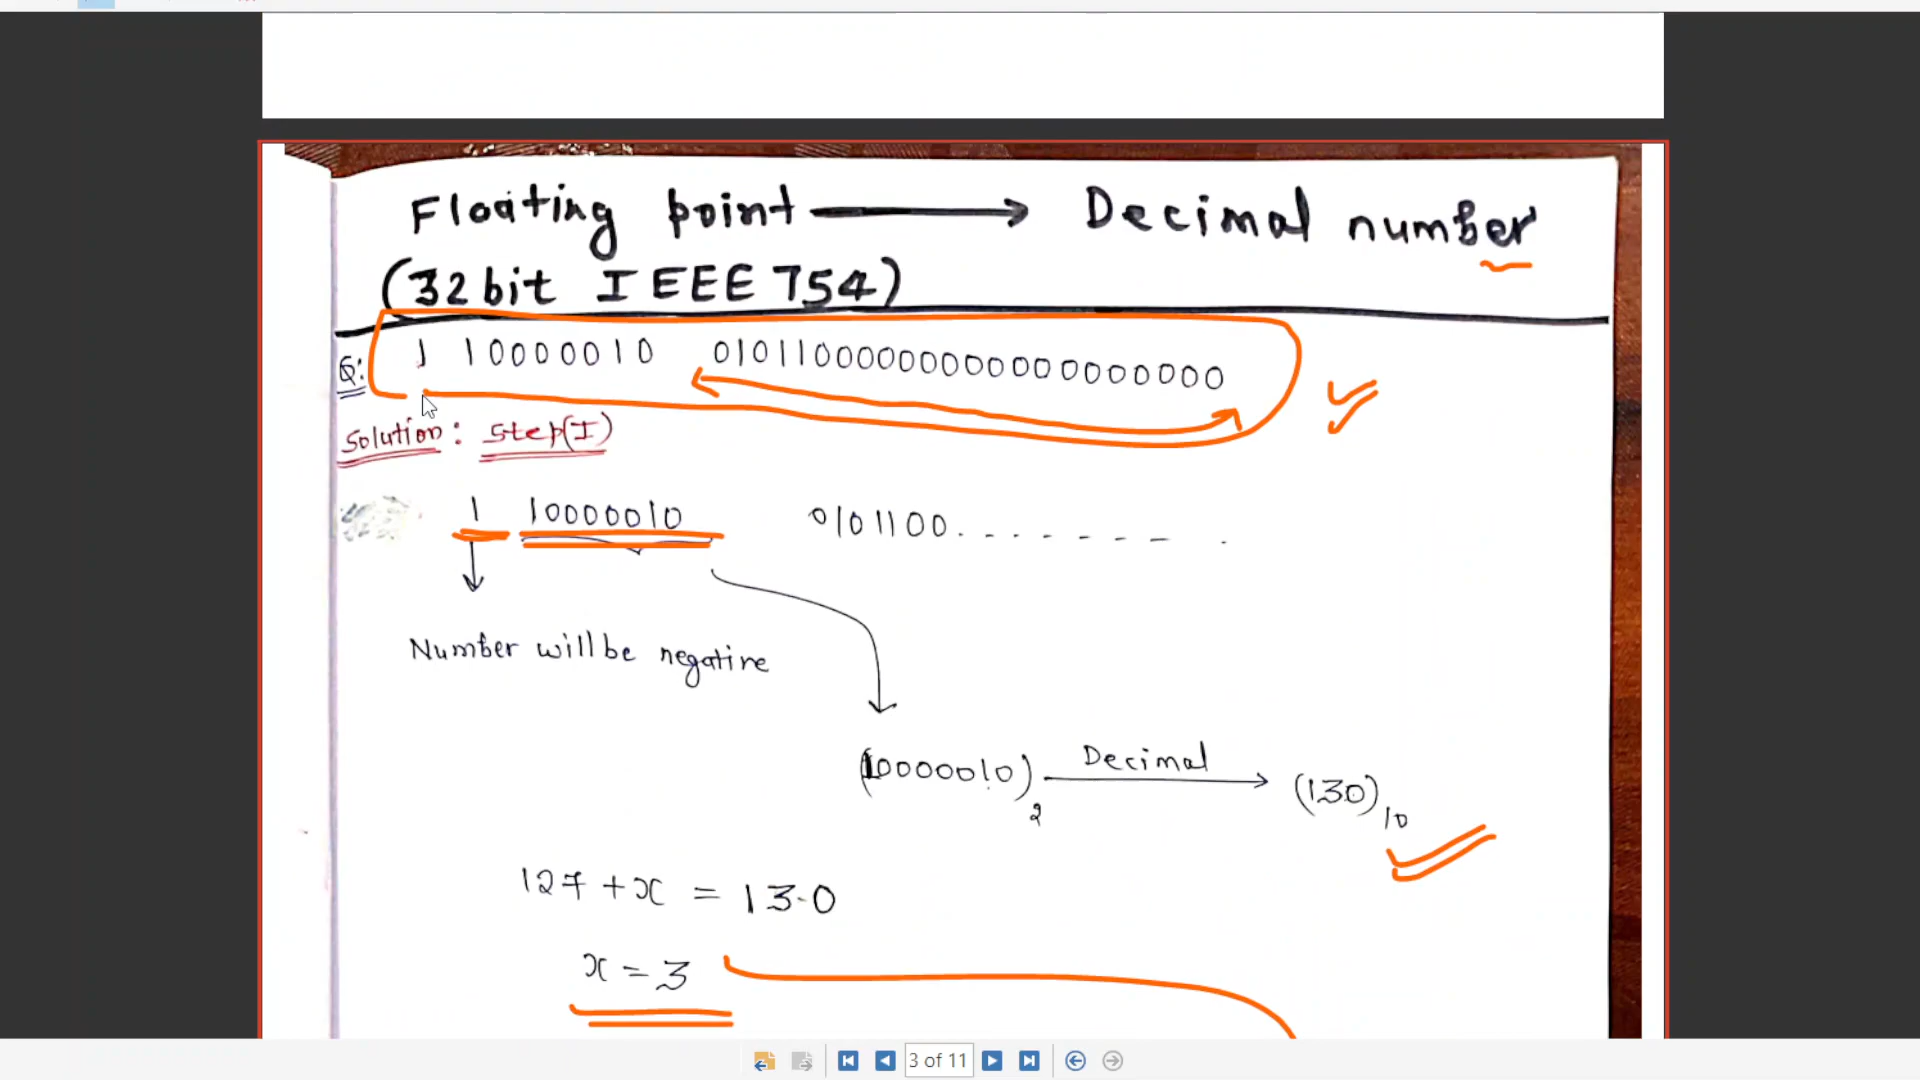 Floating point → Decimal number
(32 bit IEEE 754)
Q: 1 10000010 01011000000000000000000
Solution: Step(I)
1 10000010 0101100. - - - - - - - .
Number will be negative
(10000010)2 Decimal → (130)10
127 + x = 130
x = 3
3 of 11